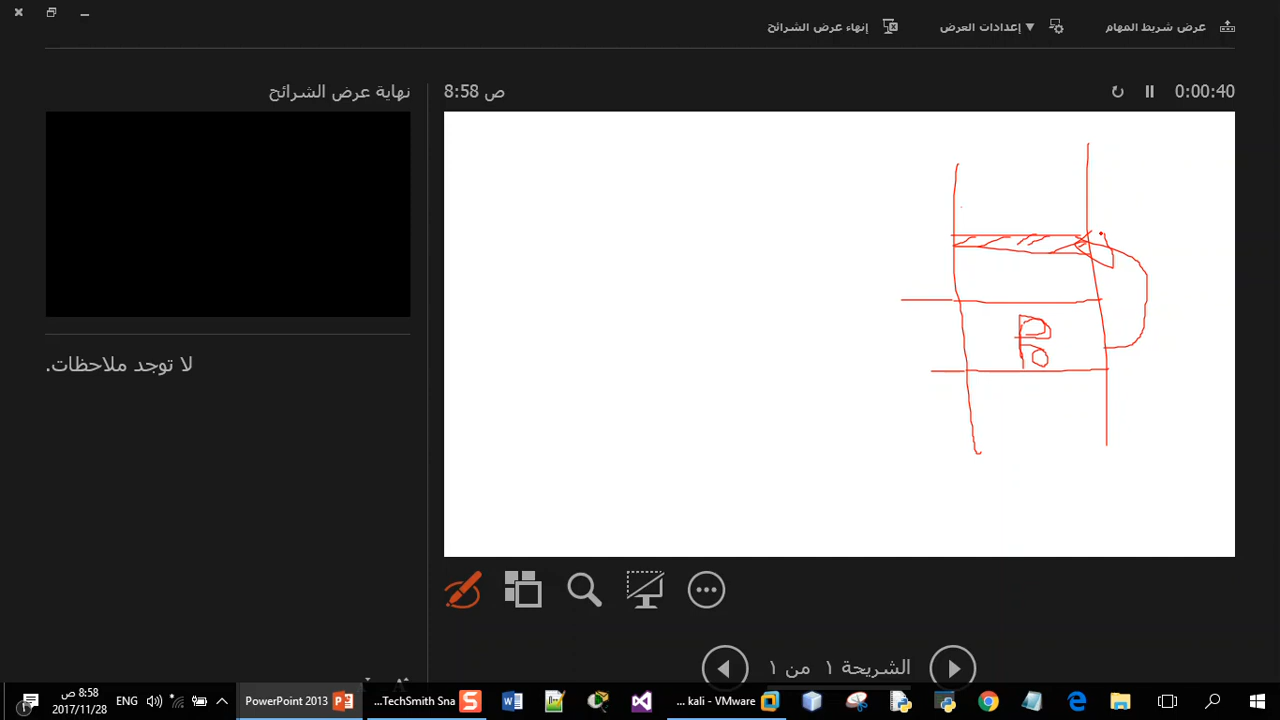 عرض شريط المهام
إعدادات العرض ▼
إنهاء عرض الشرائح
0:00:40
8:58 ص
نهاية عرض الشرائح
لا توجد ملاحظات.
الشريحة ١ من ١
8:58 ص
2017/11/28
ENG
PowerPoint 2013
...TechSmith Sna
... kali - VMware